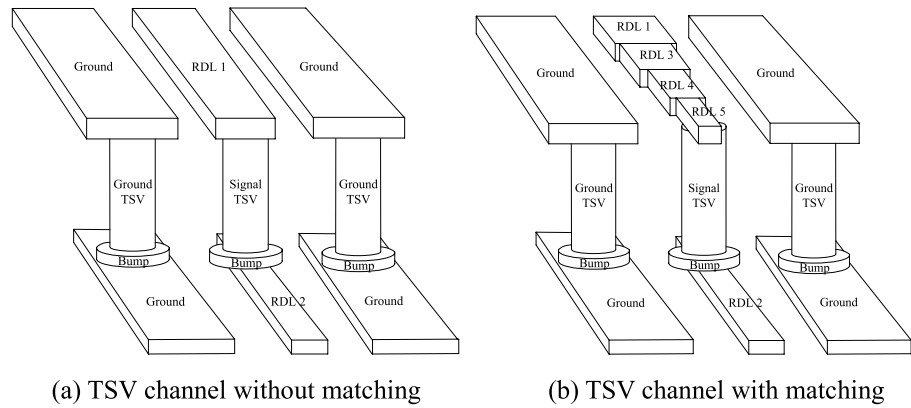 Ground
RDL 1
Ground
Ground
TSV
Signal
TSV
Ground
TSV
Bump
Bump
Bump
Ground
RDL 2
Ground
(a) TSV channel without matching
RDL 1
RDL 3
RDL 4
RDL 5
Ground
Ground
Ground
TSV
Signal
TSV
Ground
TSV
Bump
Bump
Bump
Ground
RDL 2
Ground
(b) TSV channel with matching